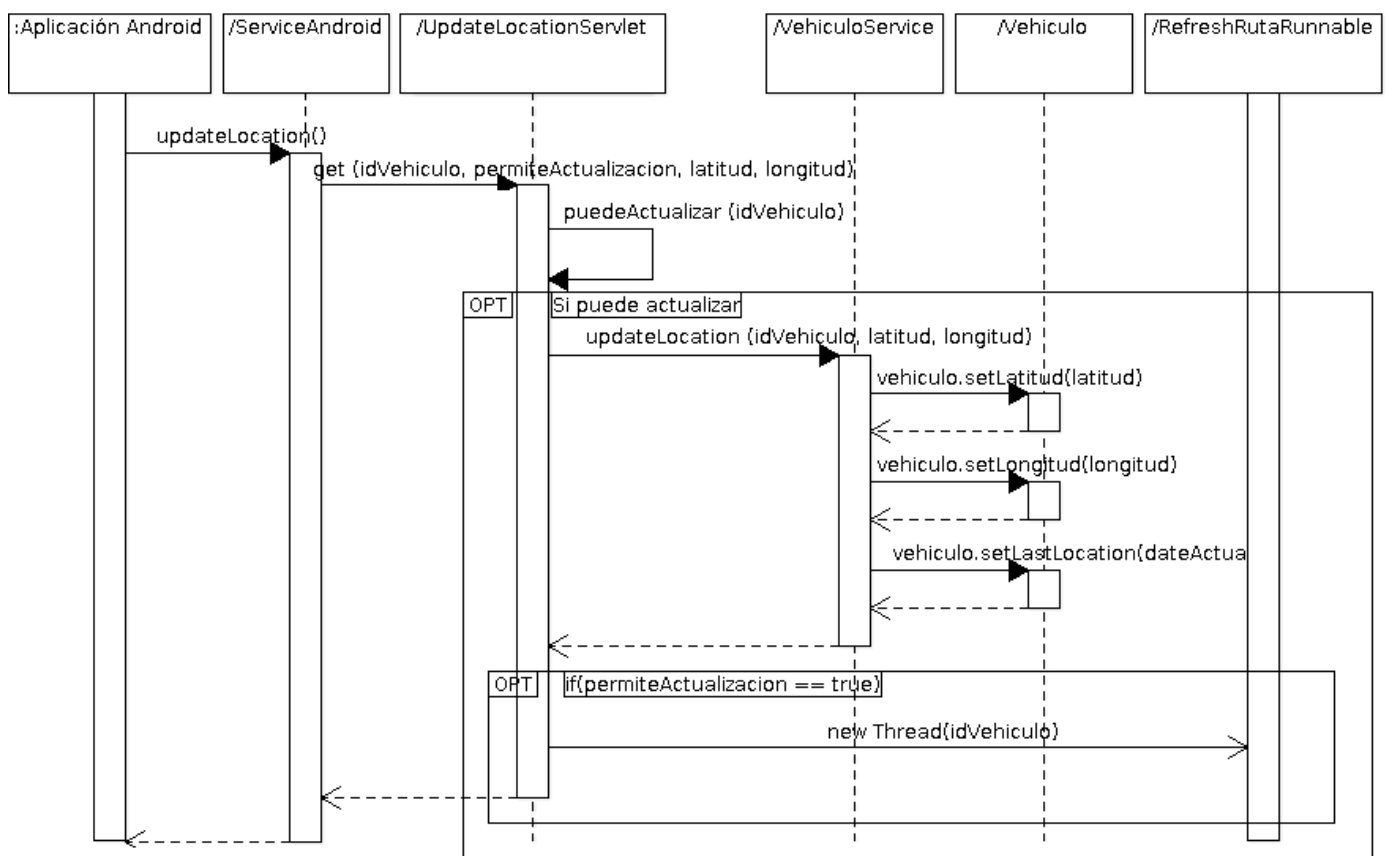 :Aplicación Android
/ServiceAndroid
/UpdateLocationServlet
/VehiculoService
/Vehiculo
/RefreshRutaRunnable
updateLocation()
get (idVehiculo, permiteActualizacion, latitud, longitud)
puedeActualizar (idVehiculo)
OPT
Si puede actualizar
updateLocation (idVehiculo, latitud, longitud)
vehiculo.setLatitud(latitud)
vehiculo.setLongitud(longitud)
vehiculo.setLastLocation(dateActua
OPT
if(permiteActualizacion == true)
new Thread(idVehiculo)